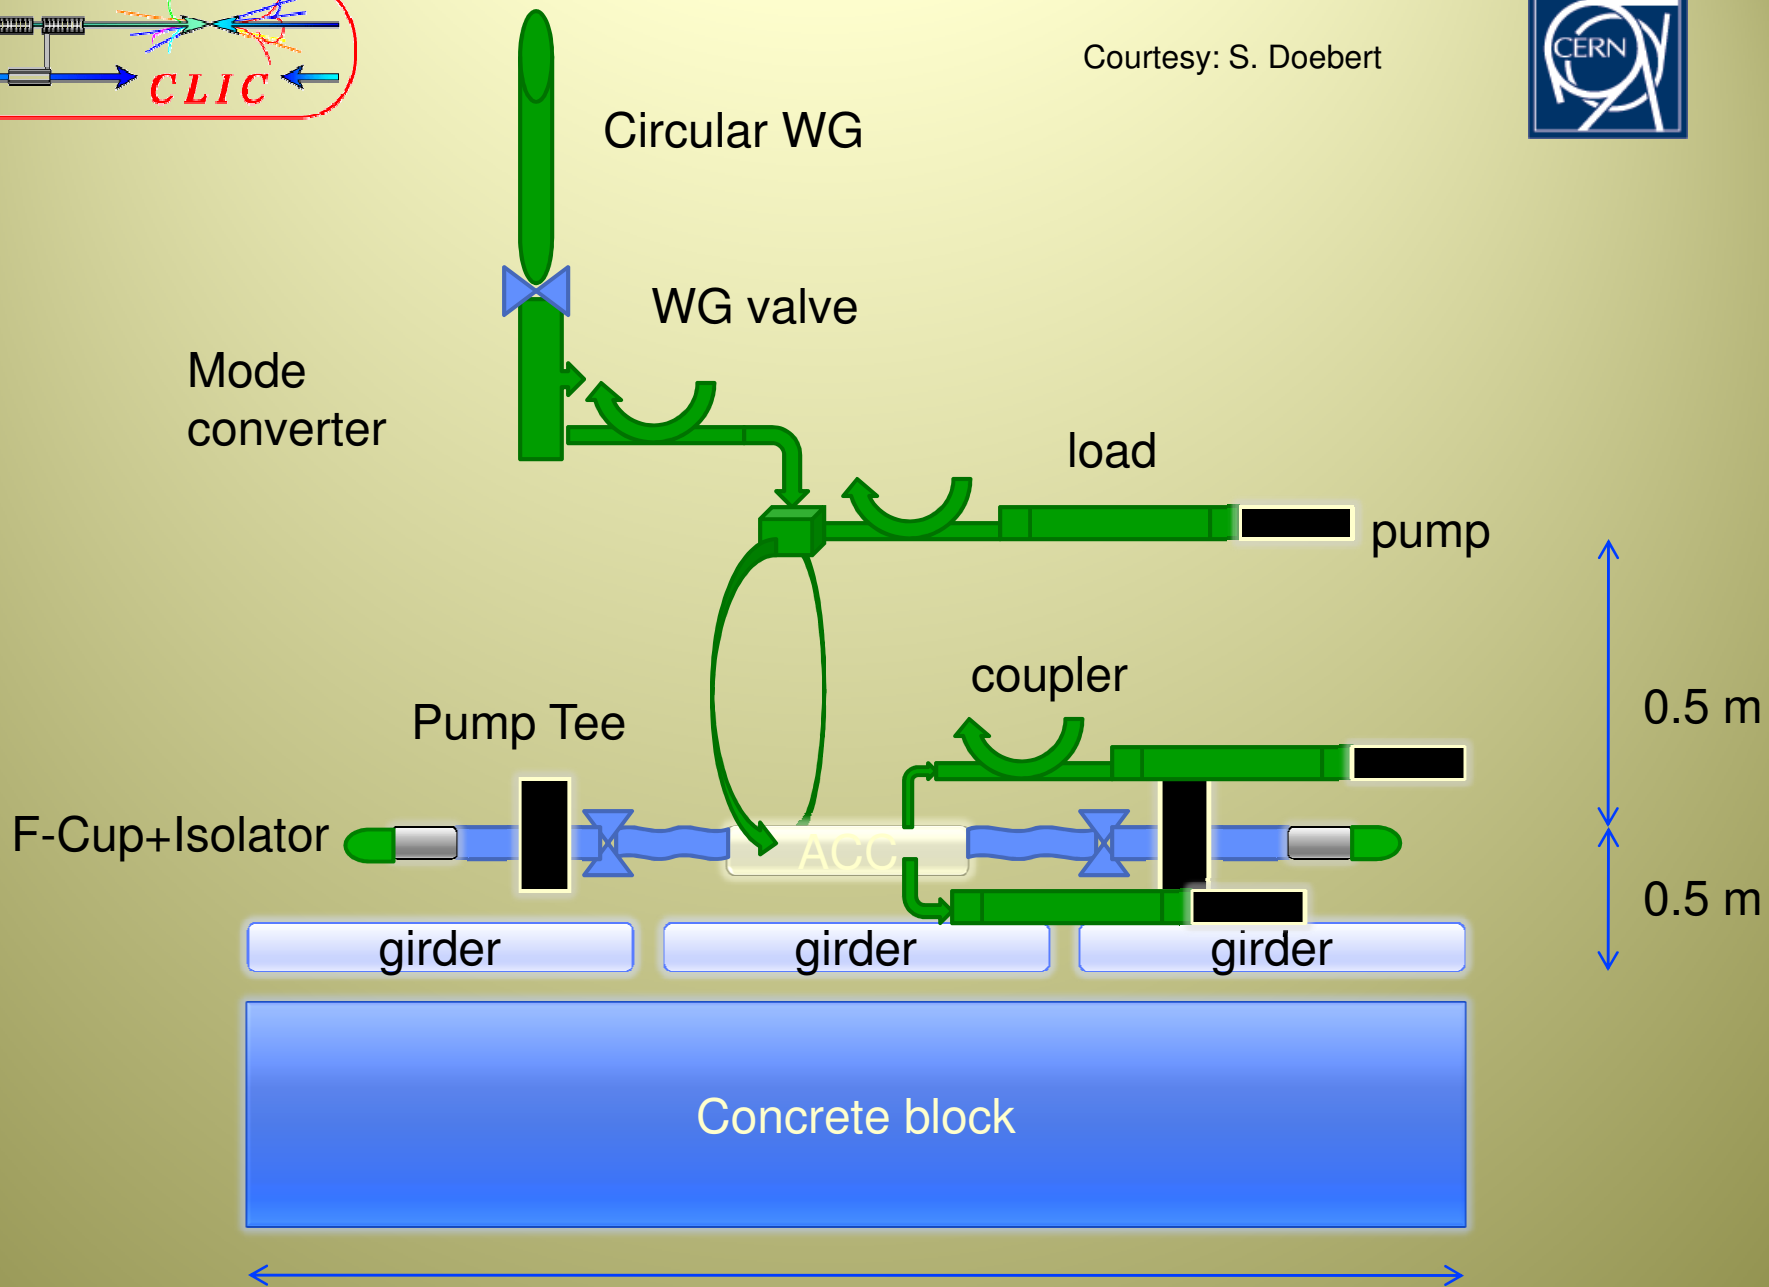 CLIC
Courtesy: S. Doebert
CERN
Circular WG
WG valve
Mode
converter
load
pump
coupler
Pump Tee
0.5 m
F-Cup+Isolator
ACC
0.5 m
girder
girder
girder
Concrete block